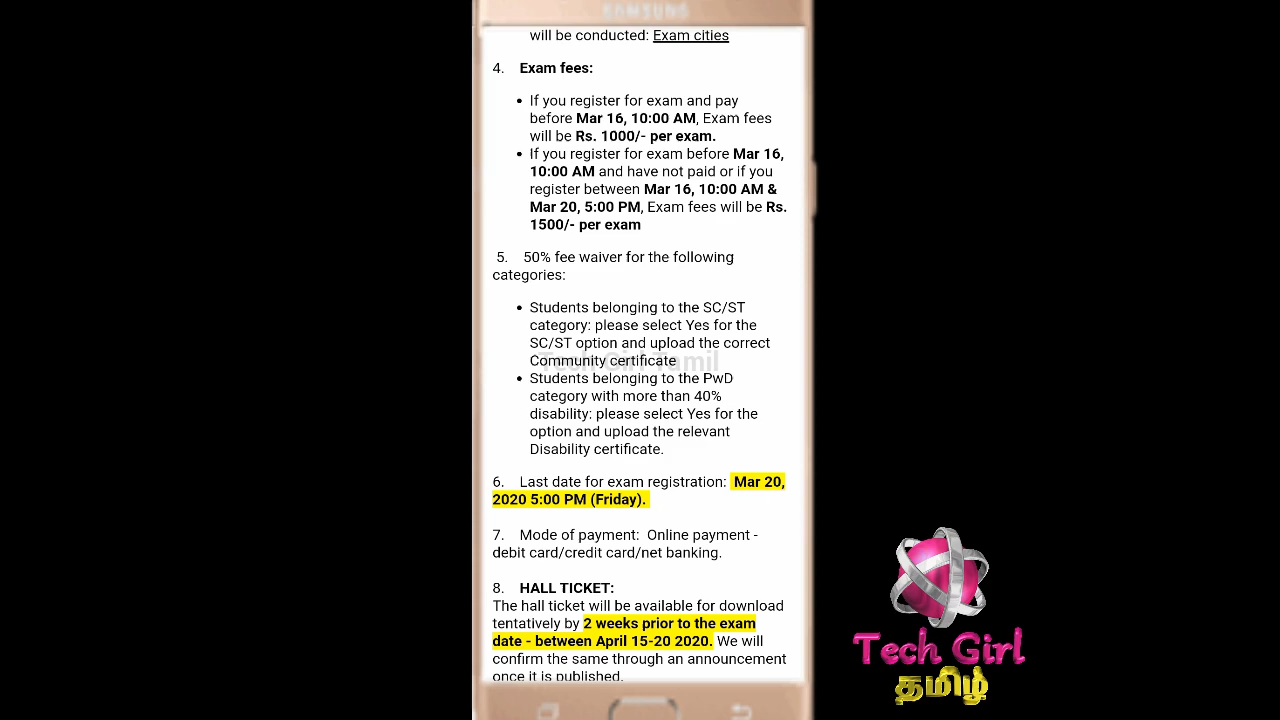 SAMSUNG
will be conducted: Exam cities
4. Exam fees:
• If you register for exam and pay
before Mar 16, 10:00 AM, Exam fees
will be Rs. 1000/- per exam.
• If you register for exam before Mar 16,
10:00 AM and have not paid or if you
register between Mar 16, 10:00 AM &
Mar 20, 5:00 PM, Exam fees will be Rs.
1500/- per exam
5. 50% fee waiver for the following
categories:
• Students belonging to the SC/ST
category: please select Yes for the
SC/ST option and upload the correct
Community certificate
Tech Girl Tamil
• Students belonging to the PwD
category with more than 40%
disability: please select Yes for the
option and upload the relevant
Disability certificate.
6. Last date for exam registration: Mar 20,
2020 5:00 PM (Friday).
7. Mode of payment: Online payment -
debit card/credit card/net banking.
8. HALL TICKET:
The hall ticket will be available for download
tentatively by 2 weeks prior to the exam
date - between April 15-20 2020. We will
confirm the same through an announcement
once it is published.
Tech Girl
தமிழ்